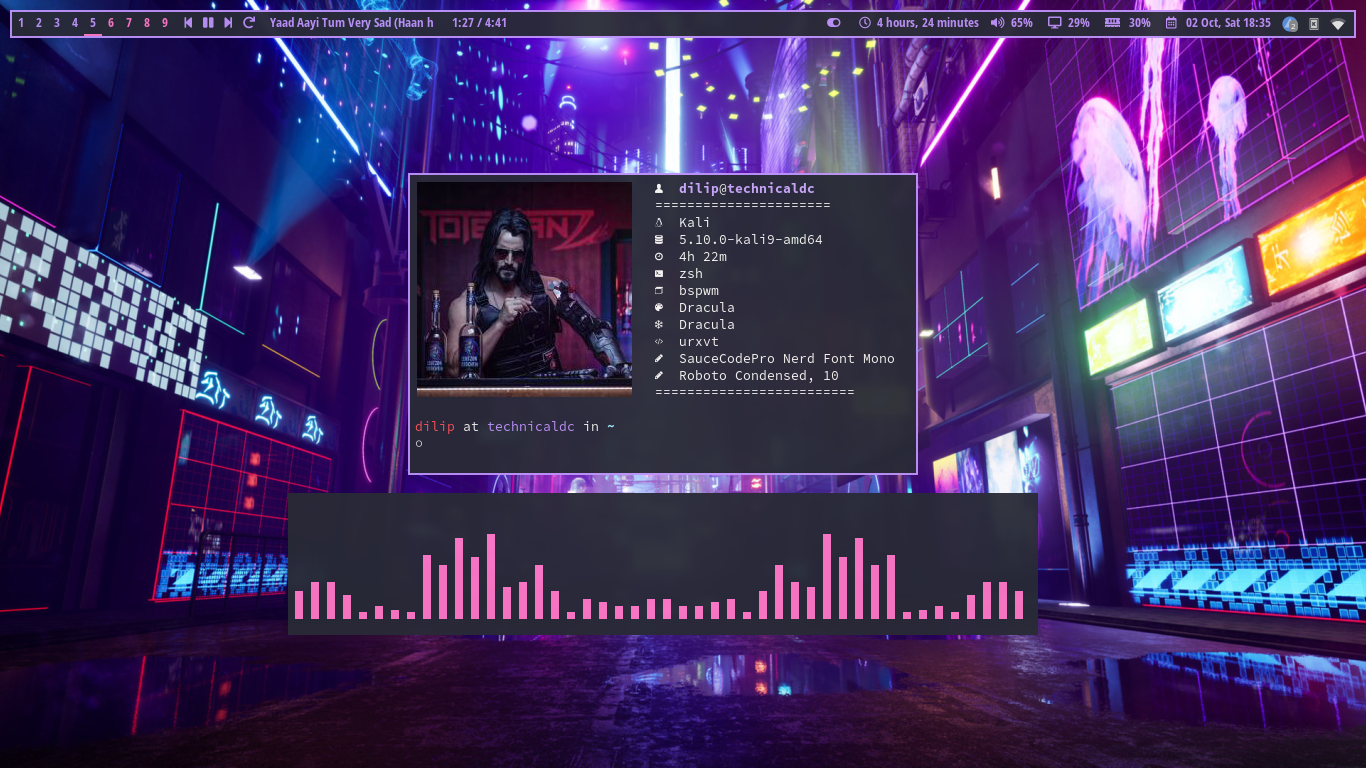 1 2 3 4 5 6 7 8 9 Yaad Aayi Tum Very Sad (Haan h 1:27 / 4:41 4 hours, 24 minutes 65% 29% 30% 02 Oct, Sat 18:35 2
dilip@technicaldc
======================
Kali
5.10.0-kali9-amd64
4h 22m
zsh
bspwm
Dracula
Dracula
urxvt
SauceCodePro Nerd Font Mono
Roboto Condensed, 10
=========================
dilip at technicaldc in ~